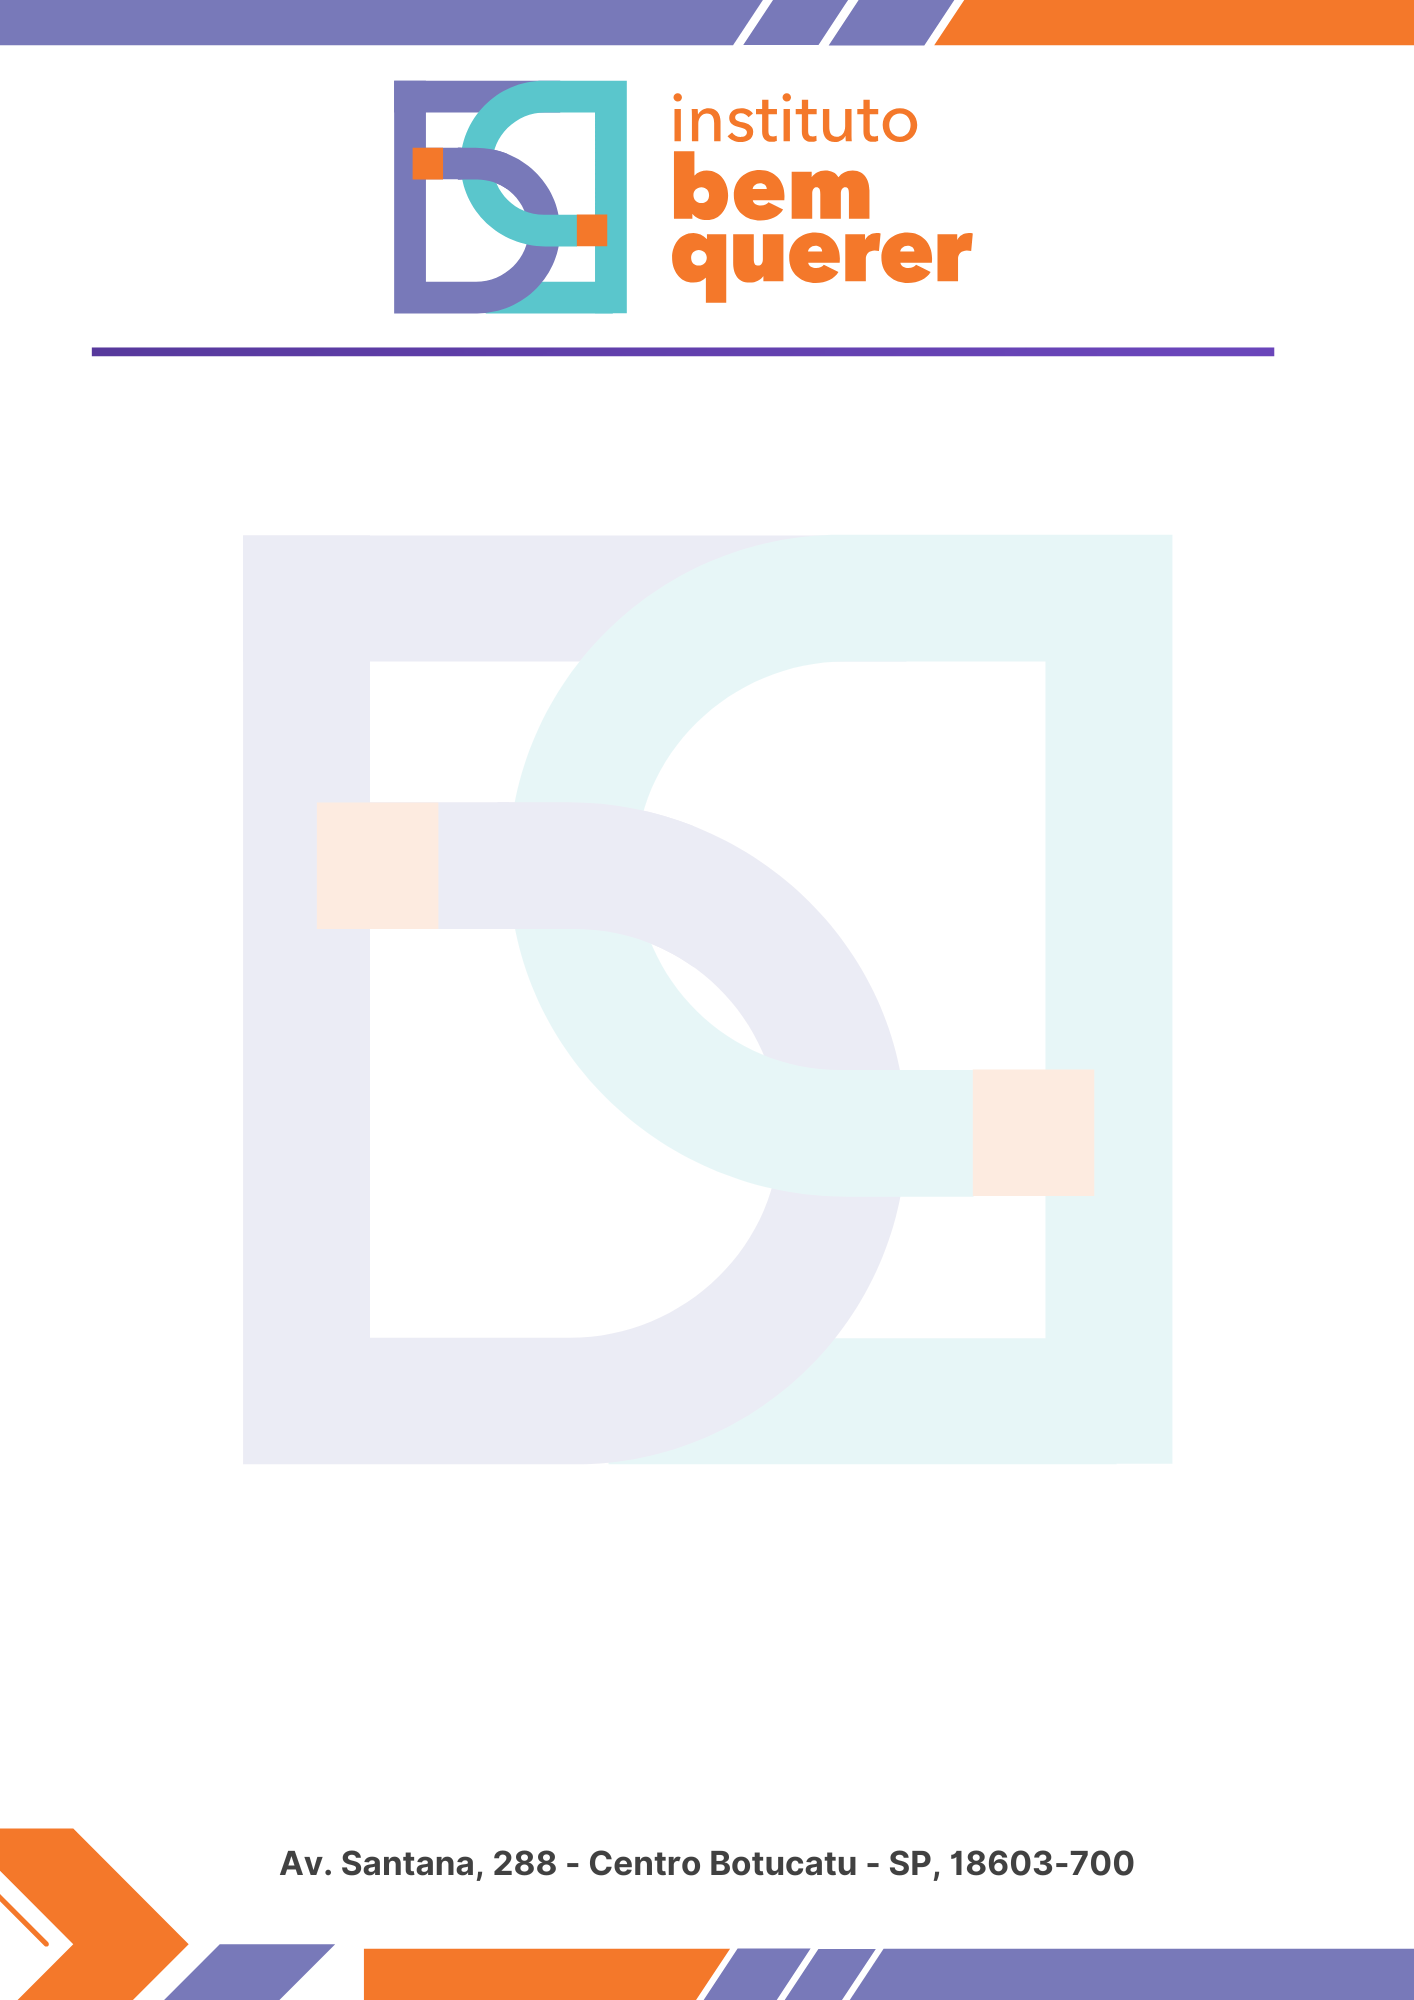 instituto
bem
querer
Av. Santana, 288 - Centro Botucatu - SP, 18603-700